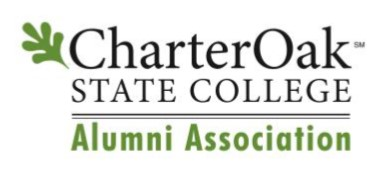 CharterOak℠
STATE COLLEGE
Alumni Association